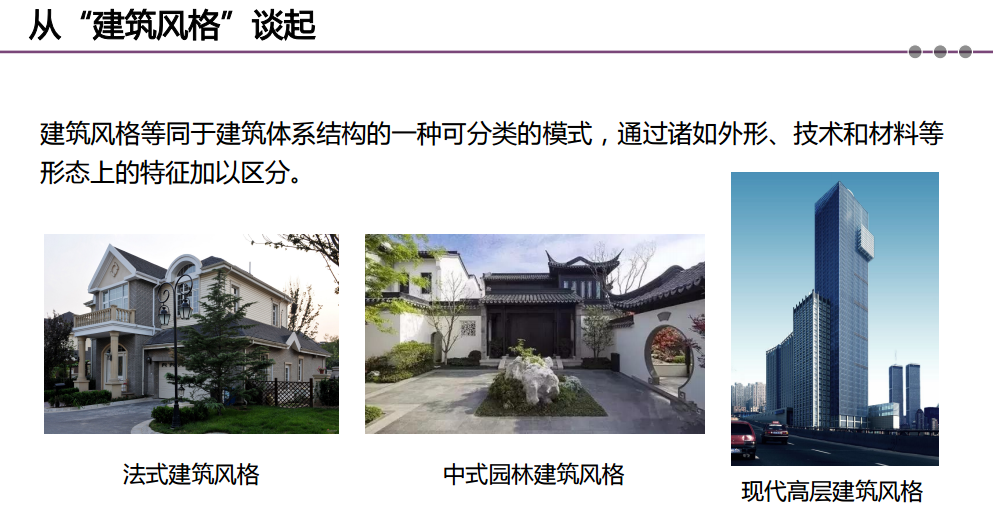 从“建筑风格”谈起
建筑风格等同于建筑体系结构的一种可分类的模式，通过诸如外形、技术和材料等
形态上的特征加以区分。
法式建筑风格
中式园林建筑风格
现代高层建筑风格